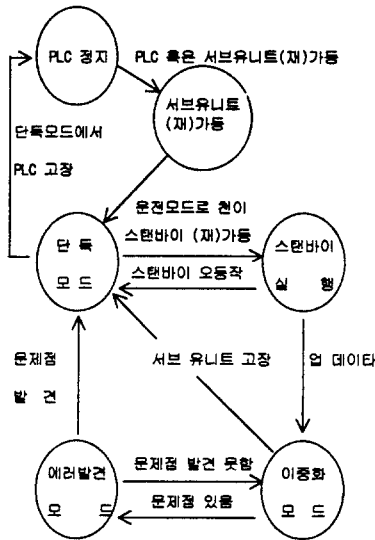 PLC 정지
PLC 혹은 서브유니트(재)가동
서브유니트
(재)가동
단독모드에서
PLC 고장
운전모드로 천이
단 독
모 드
스탠바이 (재)가동
스탠바이 오동작
스탠바이
실 행
문제점
발 견
서브 유니트 고장
업 데이타
에러발견
모 드
문제점 발견 못함
문제점 있음
이중화
모 드